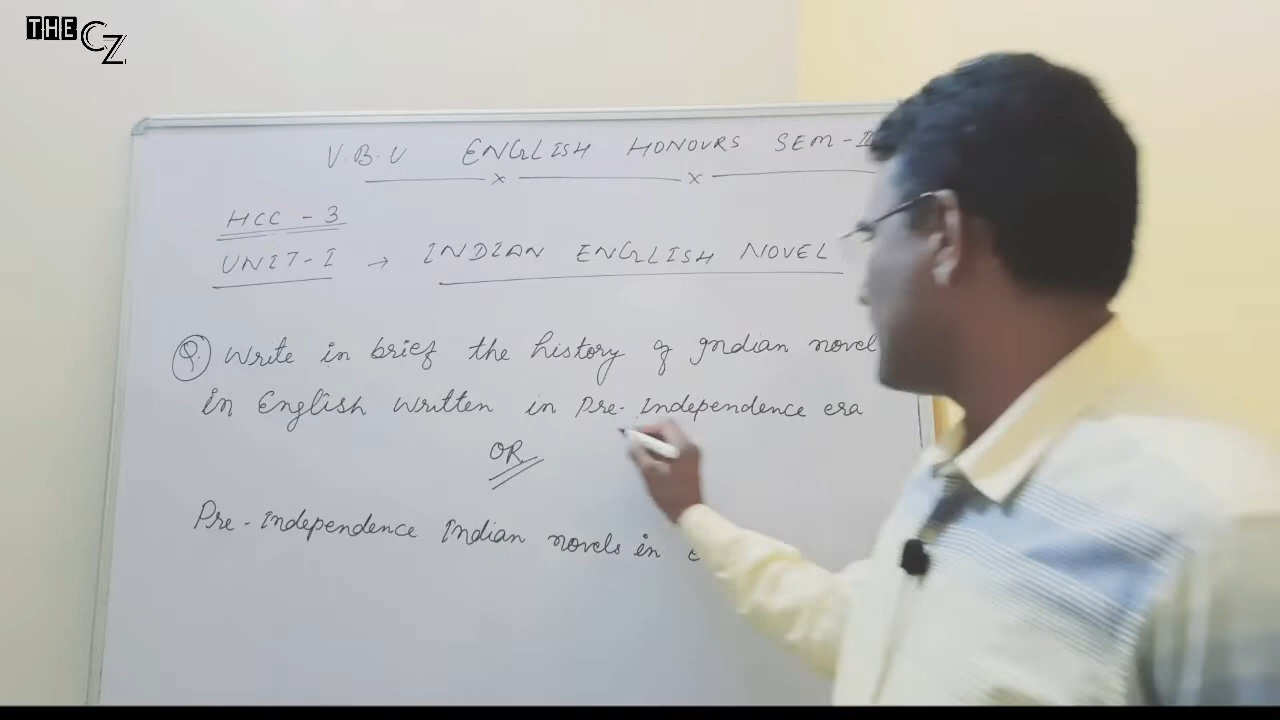 THE CZ
V.B.U ENGLISH HONOURS SEM-
HCC - 3
UNIT-I → INDIAN ENGLISH NOVEL
Q. Write in brief the history of Indian novel
in English written in Pre-Independence era
OR
Pre-Independence Indian novels in